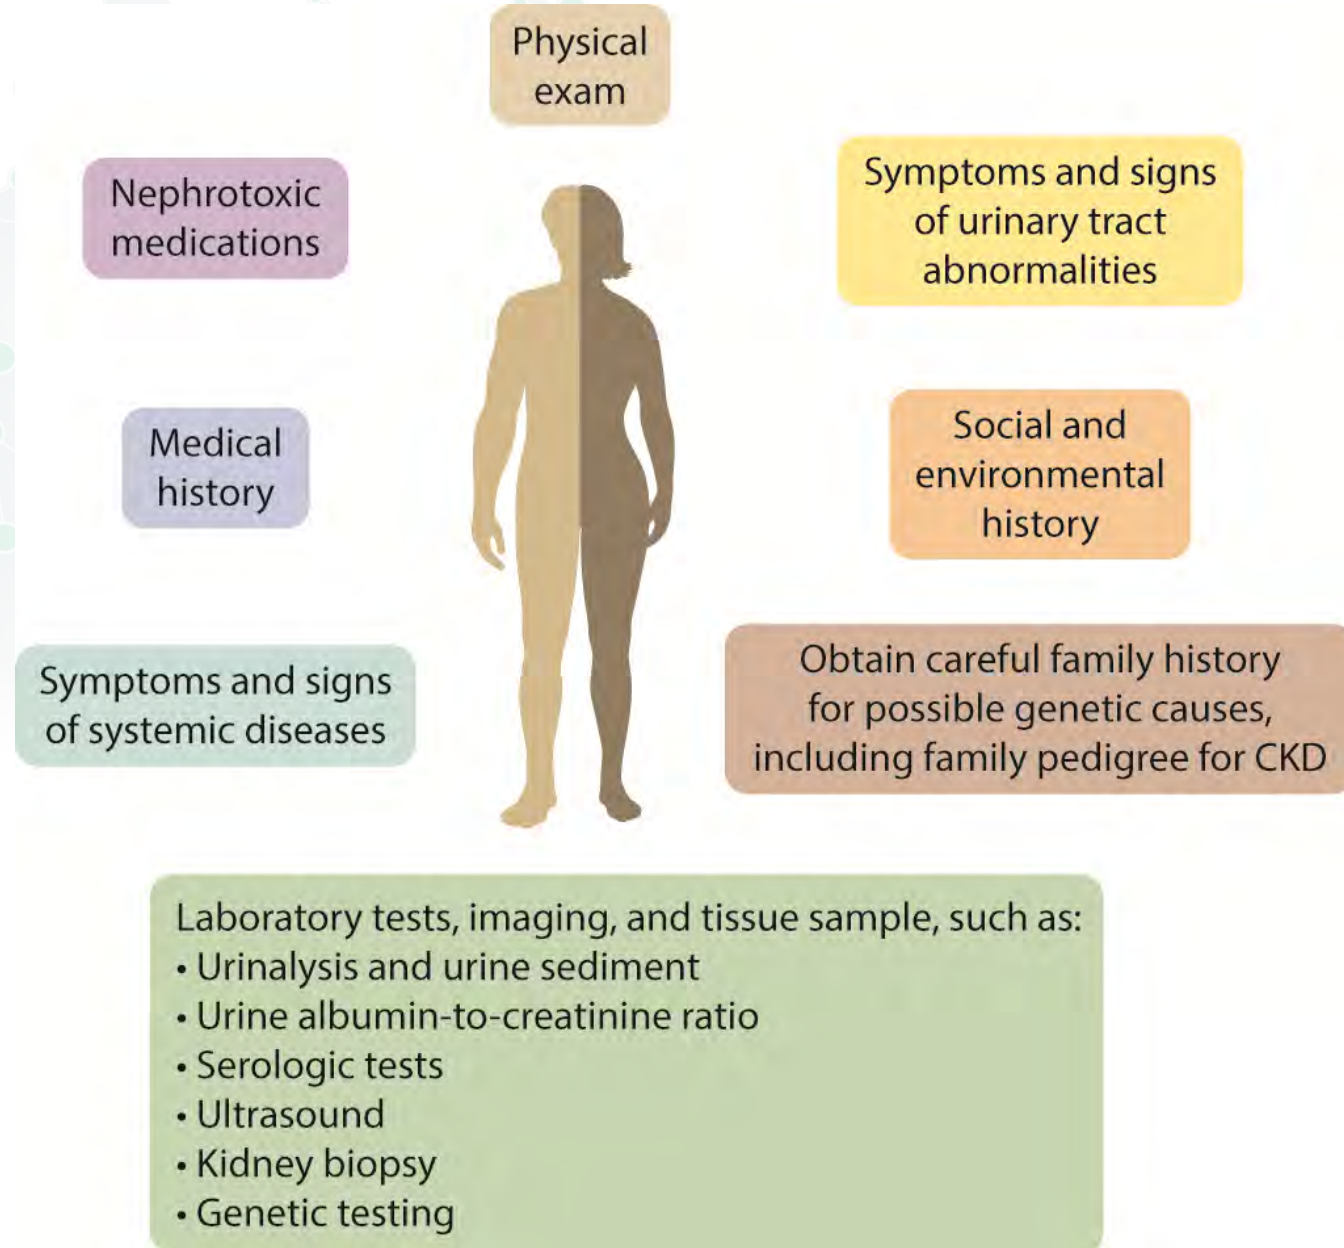 Physical
exam
Nephrotoxic
medications
Symptoms and signs
of urinary tract
abnormalities
Medical
history
Social and
environmental
history
Symptoms and signs
of systemic diseases
Obtain careful family history
for possible genetic causes,
including family pedigree for CKD
Laboratory tests, imaging, and tissue sample, such as:
• Urinalysis and urine sediment
• Urine albumin-to-creatinine ratio
• Serologic tests
• Ultrasound
• Kidney biopsy
• Genetic testing